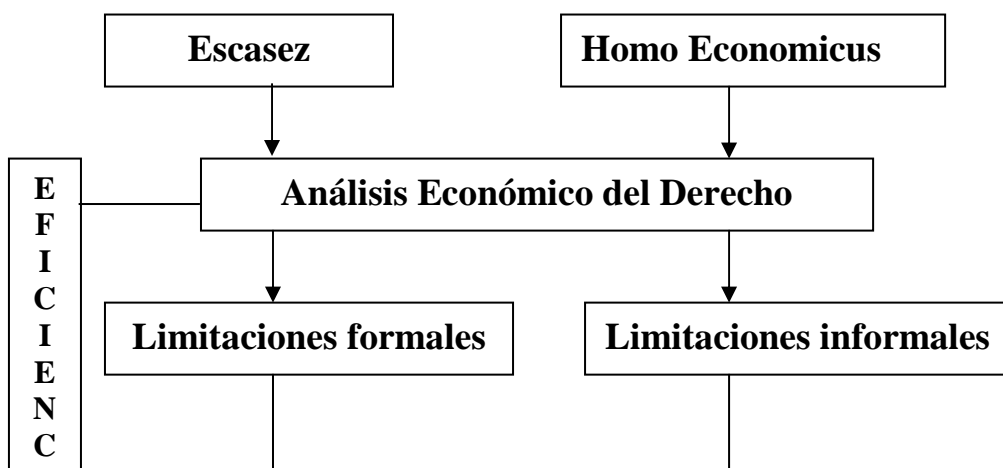 Escasez
Homo Economicus
Análisis Económico del Derecho
E
F
I
C
I
E
N
C
Limitaciones formales
Limitaciones informales